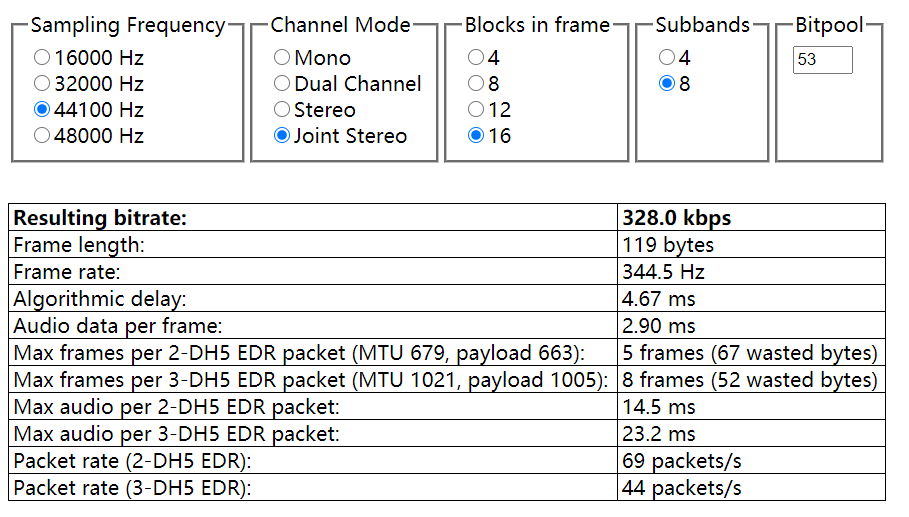 Sampling Frequency
16000 Hz
32000 Hz
44100 Hz
48000 Hz
Channel Mode
Mono
Dual Channel
Stereo
Joint Stereo
Blocks in frame
4
8
12
16
Subbands
4
8
Bitpool
53
Resulting bitrate: 328.0 kbps
Frame length: 119 bytes
Frame rate: 344.5 Hz
Algorithmic delay: 4.67 ms
Audio data per frame: 2.90 ms
Max frames per 2-DH5 EDR packet (MTU 679, payload 663): 5 frames (67 wasted bytes)
Max frames per 3-DH5 EDR packet (MTU 1021, payload 1005): 8 frames (52 wasted bytes)
Max audio per 2-DH5 EDR packet: 14.5 ms
Max audio per 3-DH5 EDR packet: 23.2 ms
Packet rate (2-DH5 EDR): 69 packets/s
Packet rate (3-DH5 EDR): 44 packets/s